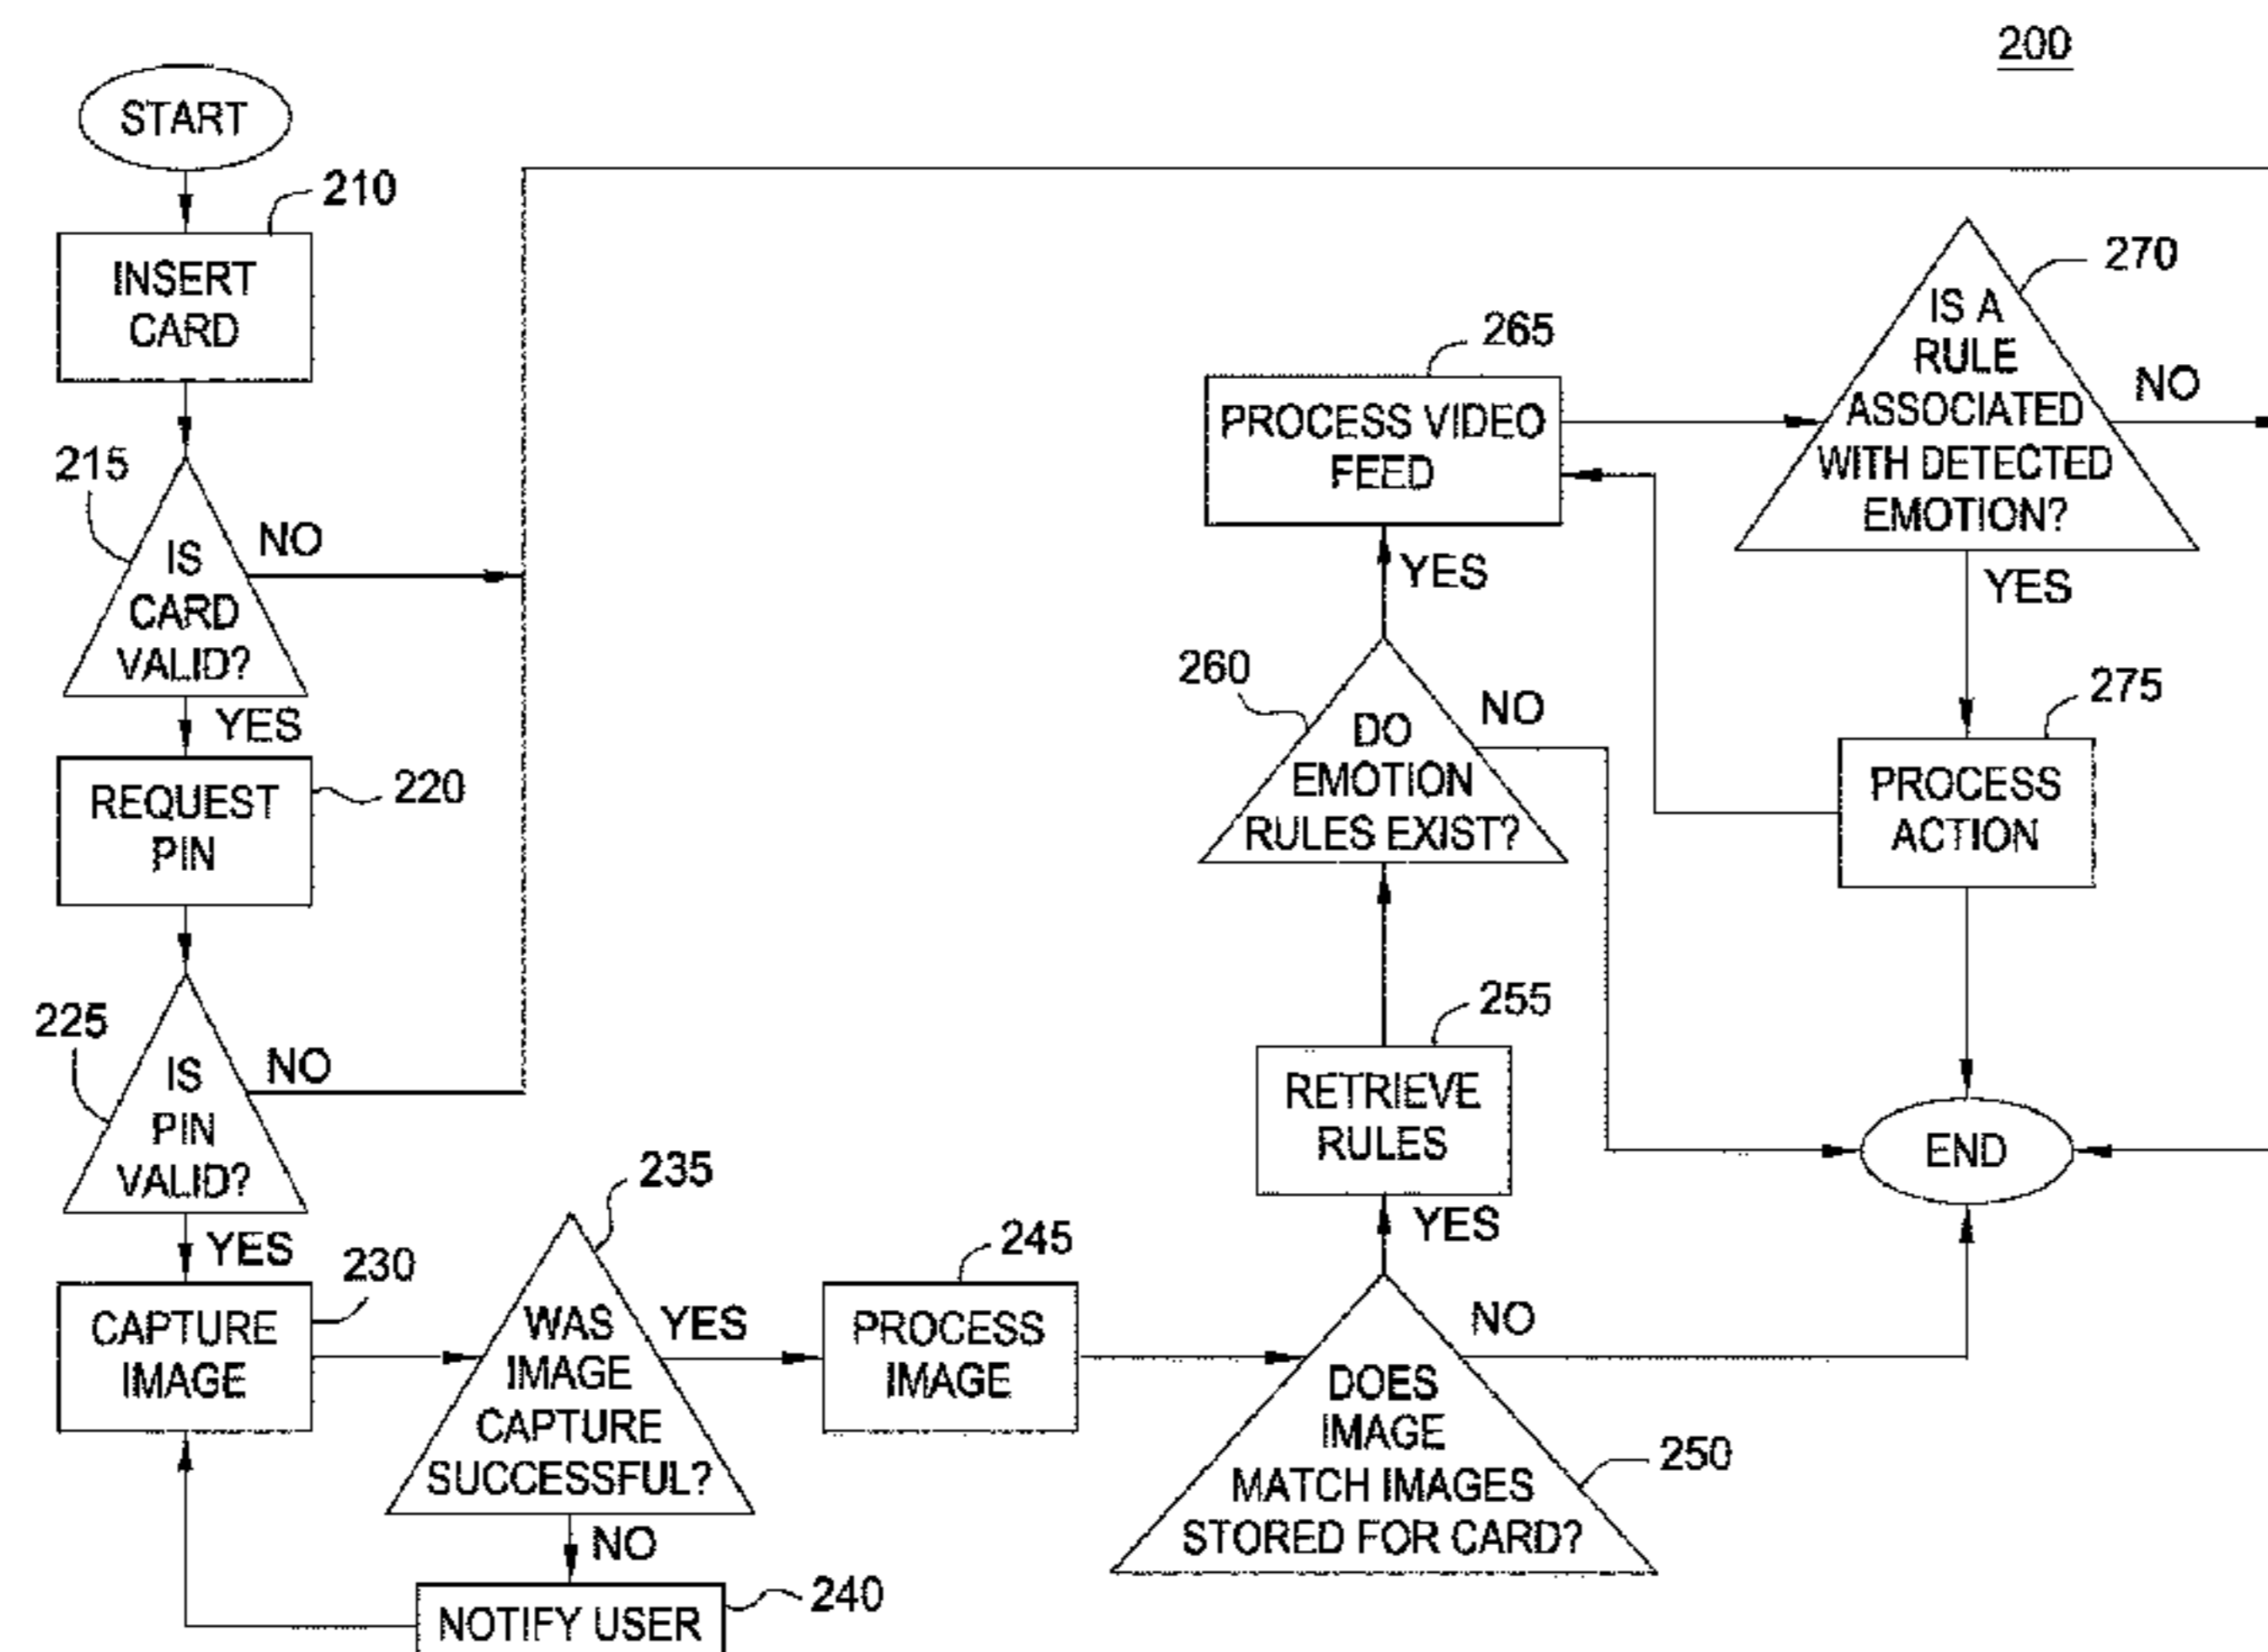 200
START
210
INSERT
CARD
215
IS
CARD
VALID?
NO
YES
REQUEST
PIN
220
225
IS
PIN
VALID?
NO
YES
230
CAPTURE
IMAGE
235
WAS
IMAGE
CAPTURE
SUCCESSFUL?
YES
NO
NOTIFY USER
240
245
PROCESS
IMAGE
DOES
IMAGE
MATCH IMAGES
STORED FOR CARD?
250
NO
YES
255
RETRIEVE
RULES
260
DO
EMOTION
RULES EXIST?
NO
YES
265
PROCESS VIDEO
FEED
270
IS A
RULE
ASSOCIATED
WITH DETECTED
EMOTION?
NO
YES
275
PROCESS
ACTION
END